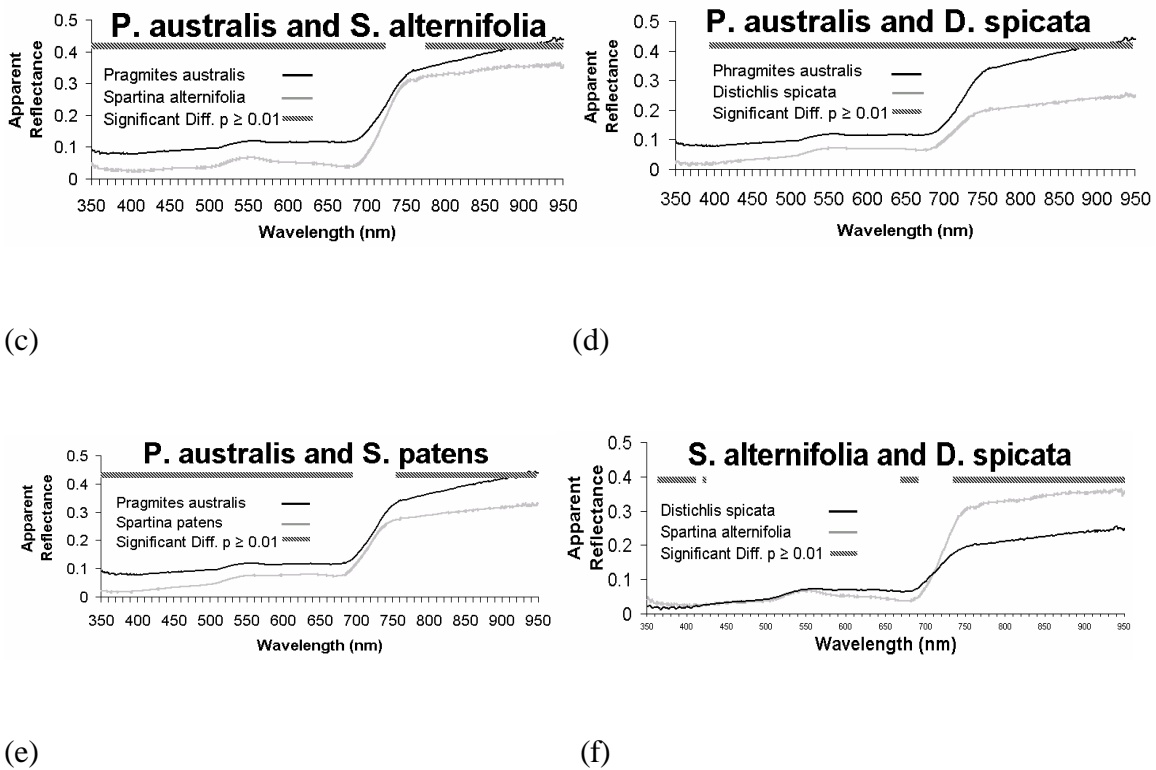 P. australis and S. alternifolia
0.5
0.4
0.3
0.2
0.1
0
Apparent
Reflectance
Pragmites australis
Spartina alternifolia
Significant Diff. p ≥ 0.01
350 400 450 500 550 600 650 700 750 800 850 900 950
Wavelength (nm)
P. australis and D. spicata
0.5
0.4
0.3
0.2
0.1
0
Apparent
Reflectance
Phragmites australis
Distichlis spicata
Significant Diff. p ≥ 0.01
350 400 450 500 550 600 650 700 750 800 850 900 950
Wavelength (nm)
(c)
(d)
P. australis and S. patens
0.5
0.4
0.3
0.2
0.1
0
Apparent
Reflectance
Pragmites australis
Spartina patens
Significant Diff. p ≥ 0.01
350 400 450 500 550 600 650 700 750 800 850 900 950
Wavelength (nm)
S. alternifolia and D. spicata
0.5
0.4
0.3
0.2
0.1
0
Apparent
Reflectance
Distichlis spicata
Spartina alternifolia
Significant Diff. p ≥ 0.01
350 400 450 500 550 600 650 700 750 800 850 900 950
Wavelength (nm)
(e)
(f)